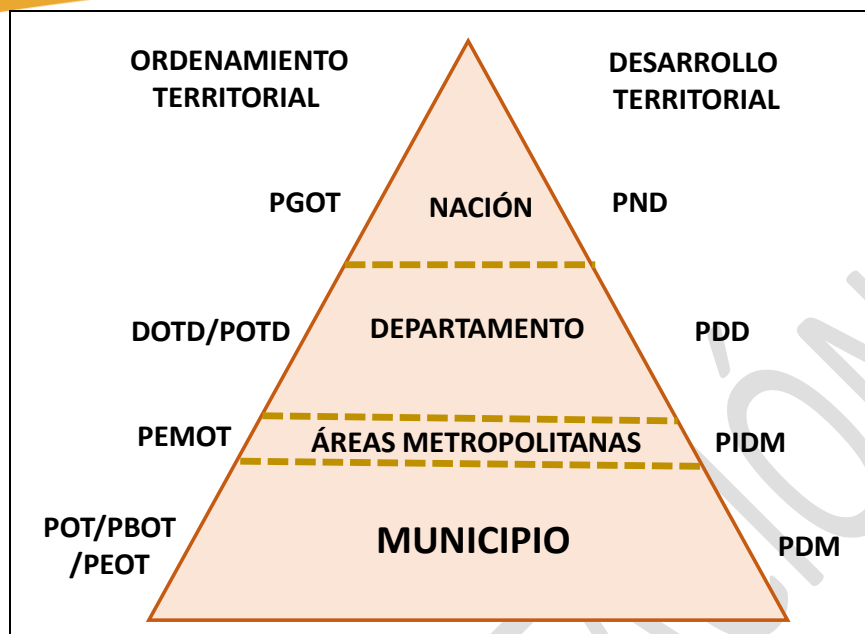 ORDENAMIENTO
TERRITORIAL
DESARROLLO
TERRITORIAL
PGOT
NACIÓN
PND
DOTD/POTD
DEPARTAMENTO
PDD
PEMOT
ÁREAS METROPOLITANAS
PIDM
POT/PBOT
/PEOT
MUNICIPIO
PDM